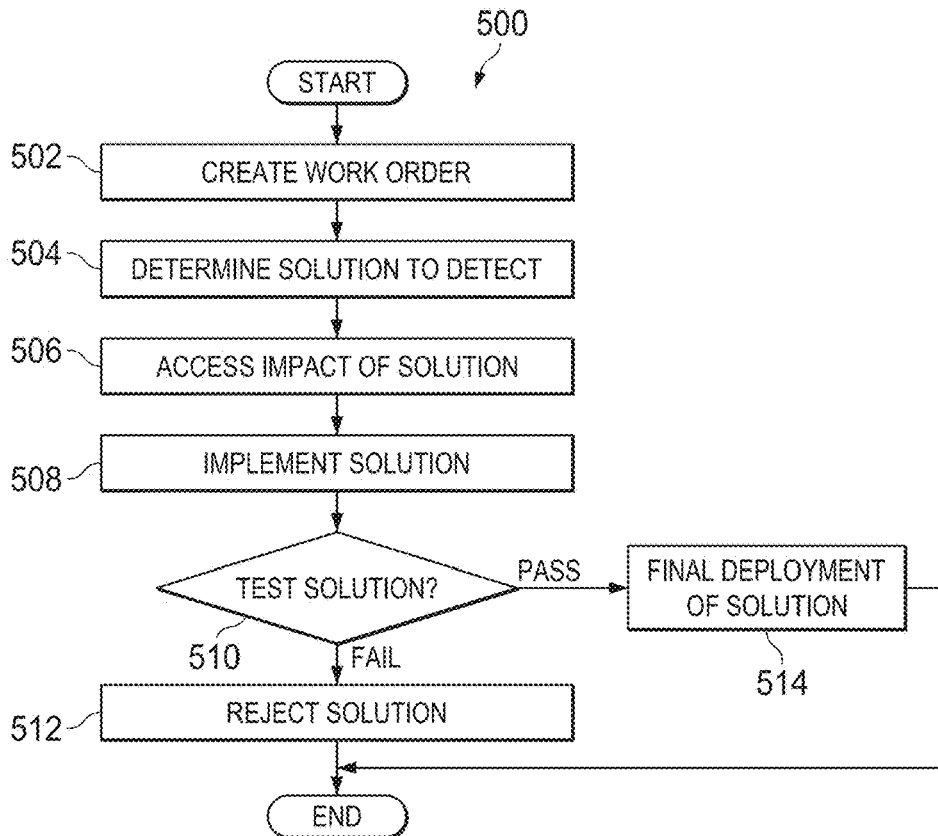 500
START
502
CREATE WORK ORDER
504
DETERMINE SOLUTION TO DETECT
506
ACCESS IMPACT OF SOLUTION
508
IMPLEMENT SOLUTION
TEST SOLUTION?
PASS
FINAL DEPLOYMENT
OF SOLUTION
510
FAIL
514
512
REJECT SOLUTION
END